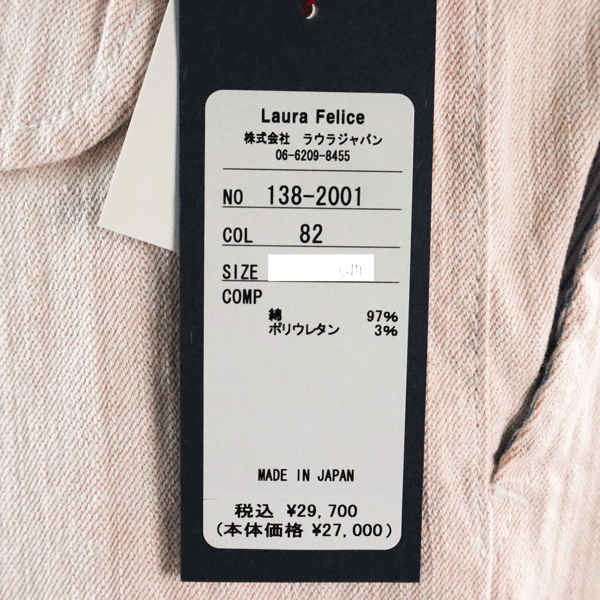 Laura Felice
株式会社 ラウラジャパン
06-6209-8455
NO 138-2001
COL 82
SIZE
COMP
綿 97%
ポリウレタン 3%
MADE IN JAPAN
税込 ¥29,700
(本体価格 ¥27,000)